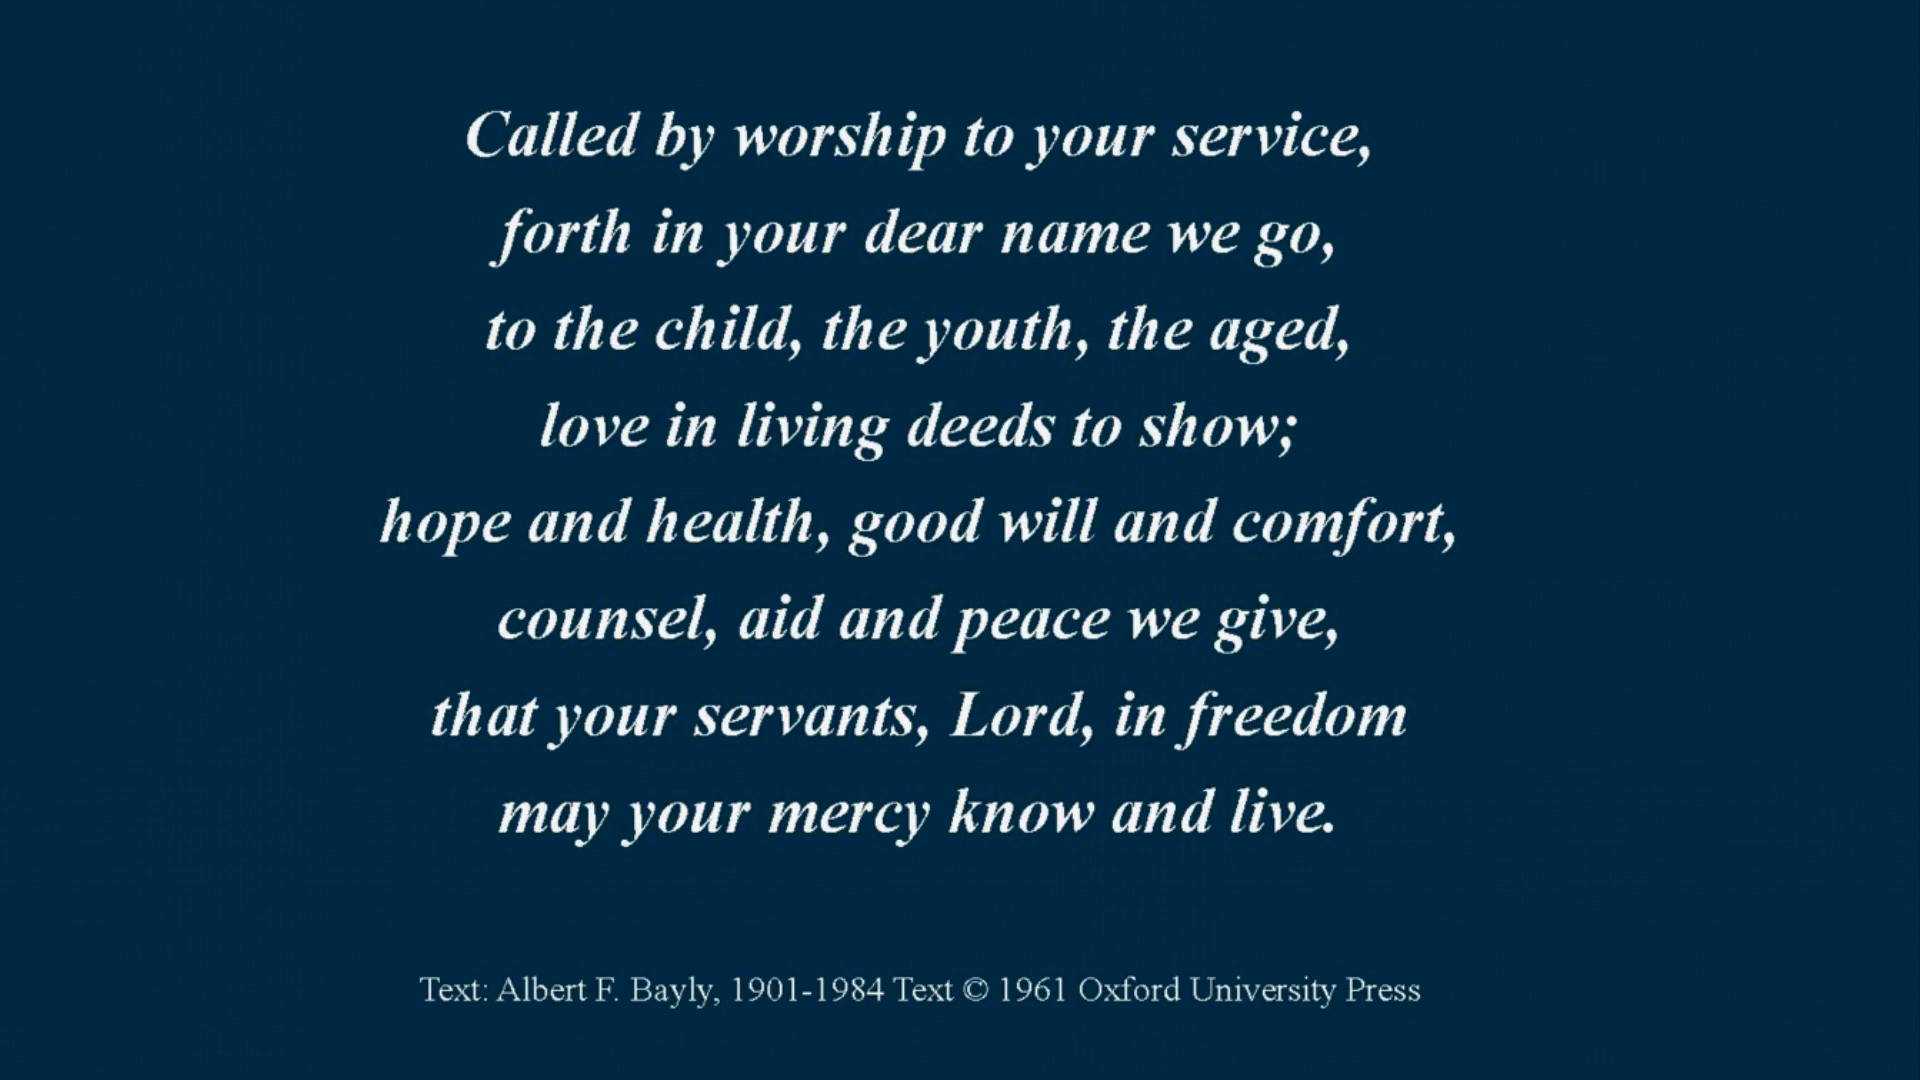 Called by worship to your service,
forth in your dear name we go,
to the child, the youth, the aged,
love in living deeds to show;
hope and health, good will and comfort,
counsel, aid and peace we give,
that your servants, Lord, in freedom
may your mercy know and live.
Text: Albert F. Bayly, 1901-1984 Text © 1961 Oxford University Press